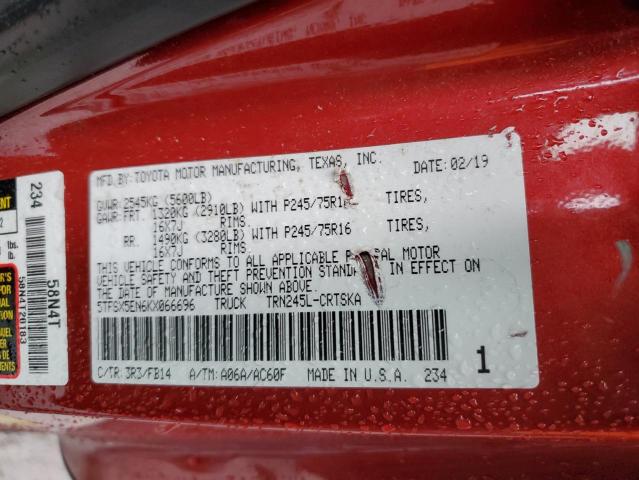 MFD.BY:TOYOTA MOTOR MANUFACTURING, TEXAS, INC. DATE: 02/19
GVWR:2545KG (5600LB)
GAWR:FRT. 1320KG (2910LB) WITH P245/75R16 TIRES,
16X7J RIMS.
RR. 1490KG (3280LB) WITH P245/75R16 TIRES,
16X7J RIMS.
THIS VEHICLE CONFORMS TO ALL APPLICABLE MOTOR
VEHICLE SAFETY AND THEFT PREVENTION IN EFFECT ON
THE DATE OF MANUFACTURE SHOWN ABOVE.
5TFSX5EN6KX066696 TRUCK TRN245L-CRTSKA
C/TR:3R3/FB14 A/TM:A06A/AC60F MADE IN U.S.A. 234
1
234
58N4T
58N4T20183